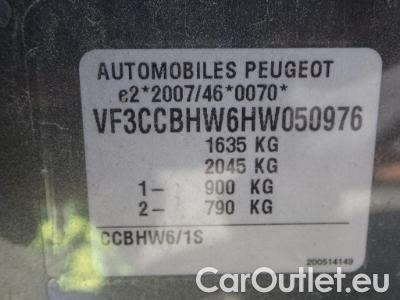 AUTOMOBILES PEUGEOT
e2*2007/46*0070*
VF3CCBHW6HW050976
1635 KG
2045 KG
1- 900 KG
2- 790 KG
CCBHW6/1S
200514149
CarOutlet.eu